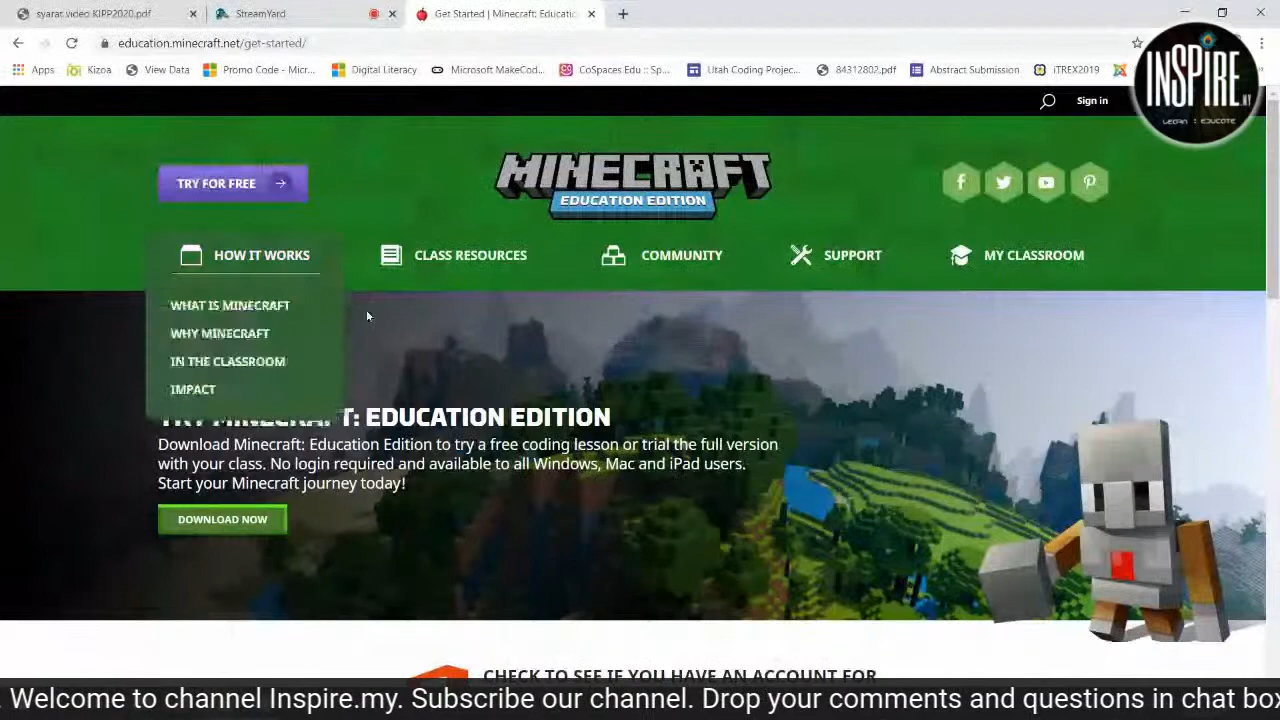 syarat video KIPP2020.pdf
StreamYard
Get Started | Minecraft: Educatic
education.minecraft.net/get-started/
Apps
Kizoa
View Data
Promo Code - Micr...
Digital Literacy
Microsoft MakeCod...
CoSpaces Edu :: Sp...
Utah Coding Projec...
84312802.pdf
Abstract Submission
iTREX2019
INSPIRE.MY
LEARN : EDUCATE
Sign in
TRY FOR FREE
MINECRAFT
EDUCATION EDITION
HOW IT WORKS
CLASS RESOURCES
COMMUNITY
SUPPORT
MY CLASSROOM
WHAT IS MINECRAFT
WHY MINECRAFT
IN THE CLASSROOM
IMPACT
TRY MINECRAFT: EDUCATION EDITION
Download Minecraft: Education Edition to try a free coding lesson or trial the full version
with your class. No login required and available to all Windows, Mac and iPad users.
Start your Minecraft journey today!
DOWNLOAD NOW
CHECK TO SEE IF YOU HAVE AN ACCOUNT FOR
. Welcome to channel Inspire.my. Subscribe our channel. Drop your comments and questions in chat box